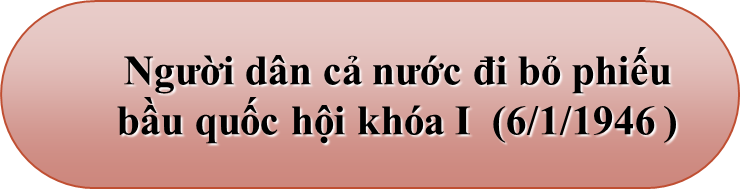 Người dân cả nước đi bỏ phiếu
bầu quốc hội khóa I (6/1/1946 )